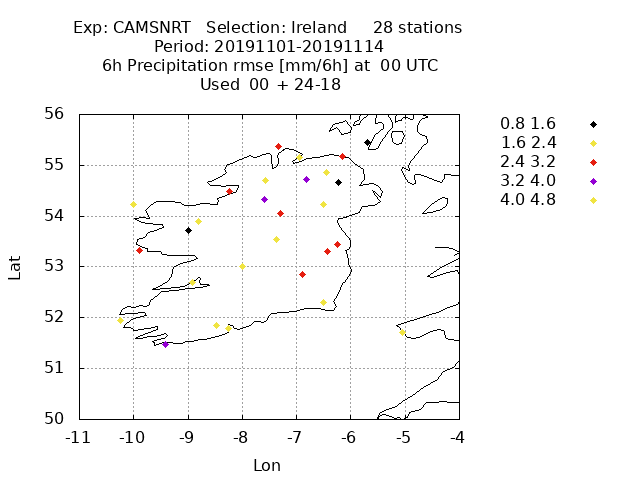 Exp: CAMSNRT Selection: Ireland 28 stations
Period: 20191101-20191114
6h Precipitation rmse [mm/6h] at 00 UTC
Used 00 + 24-18
0.8 1.6
1.6 2.4
2.4 3.2
3.2 4.0
4.0 4.8
56
55
54
53
52
51
50
Lat
-11 -10 -9 -8 -7 -6 -5 -4
Lon